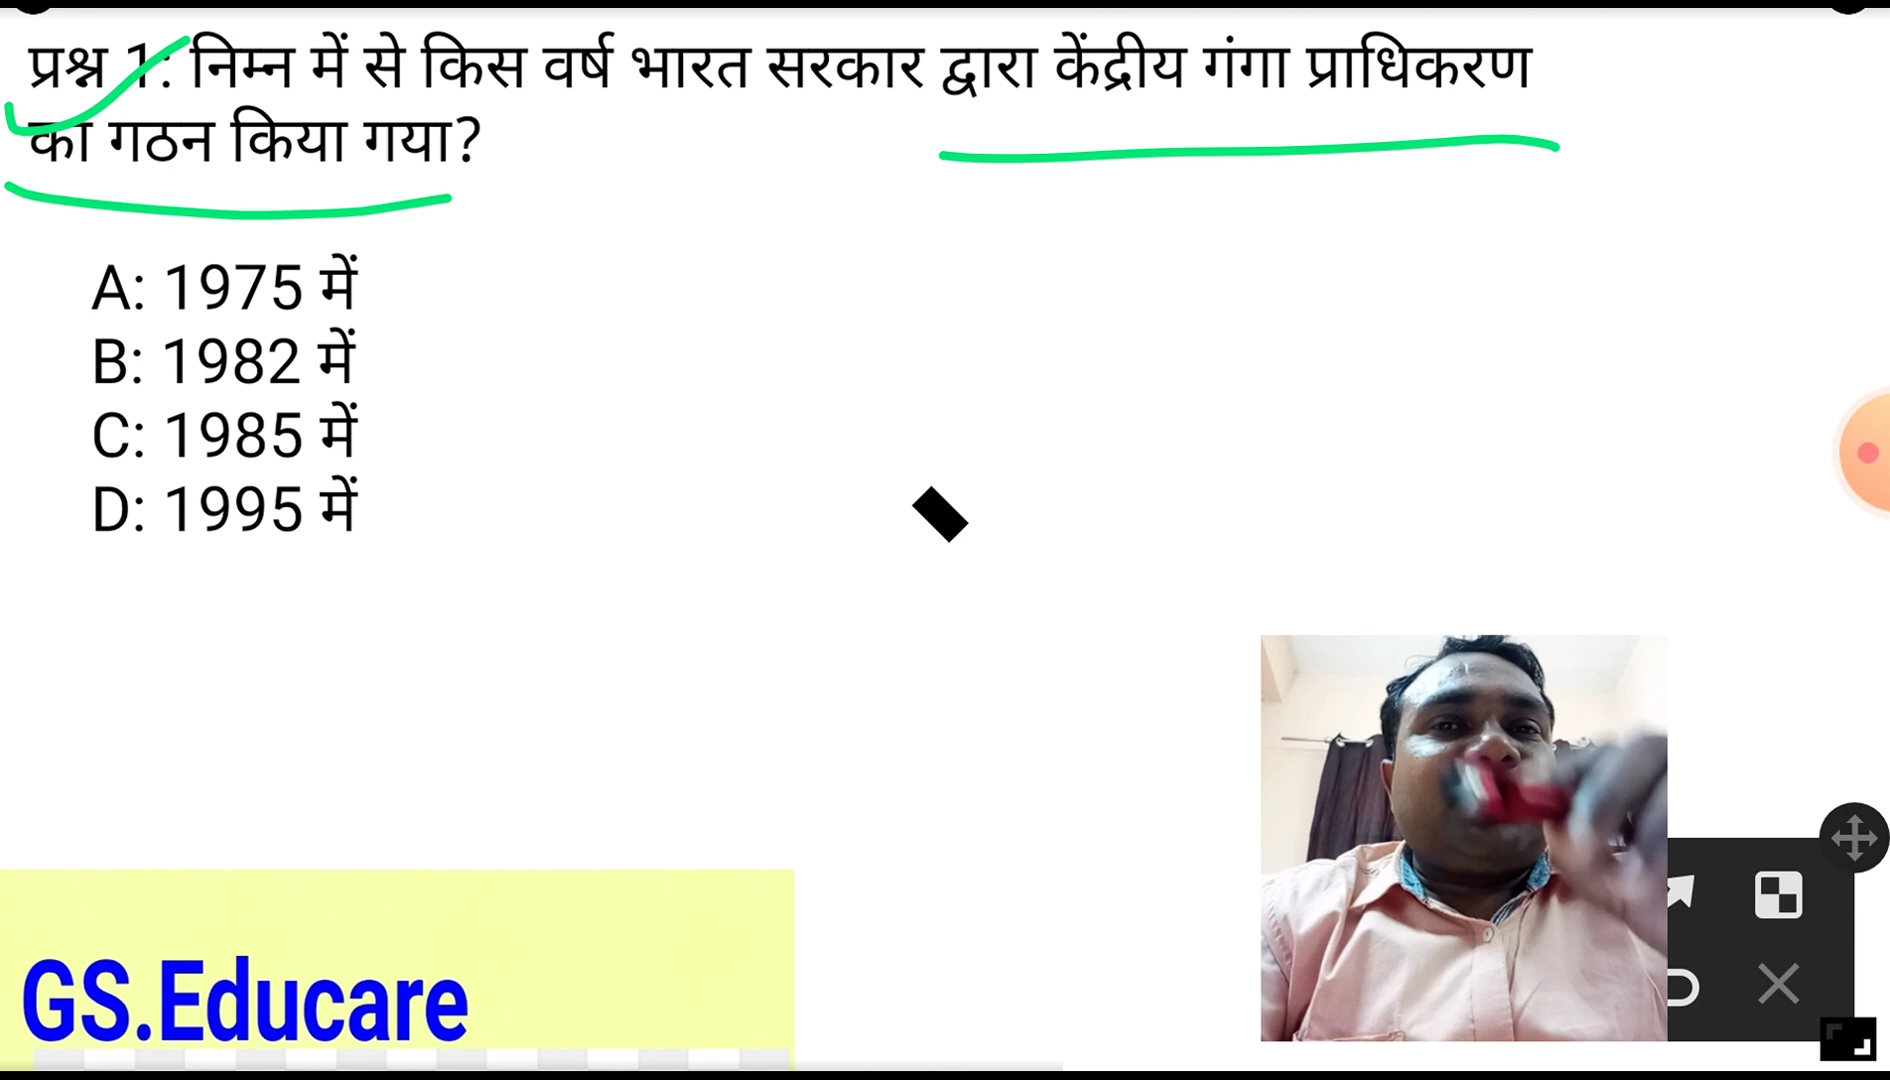 प्रश्न 1: निम्न में से किस वर्ष भारत सरकार द्वारा केंद्रीय गंगा प्राधिकरण
का गठन किया गया?
A: 1975 में
B: 1982 में
C: 1985 में
D: 1995 में
GS.Educare